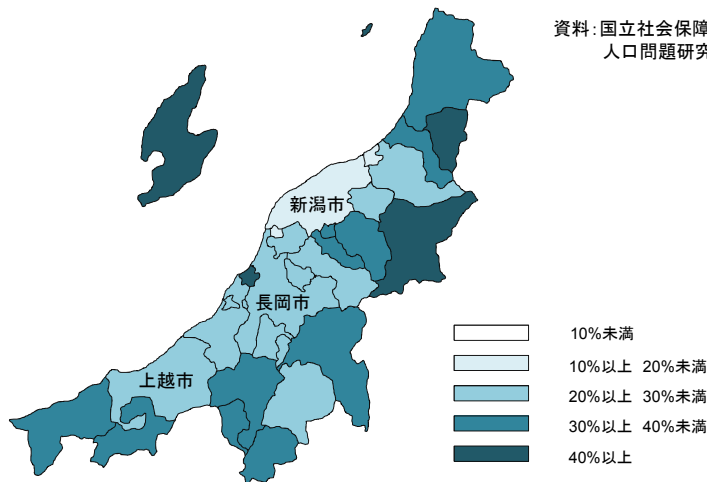 資料:国立社会保障
人口問題研究
新潟市
長岡市
上越市
10%未満
10%以上 20%未満
20%以上 30%未満
30%以上 40%未満
40%以上